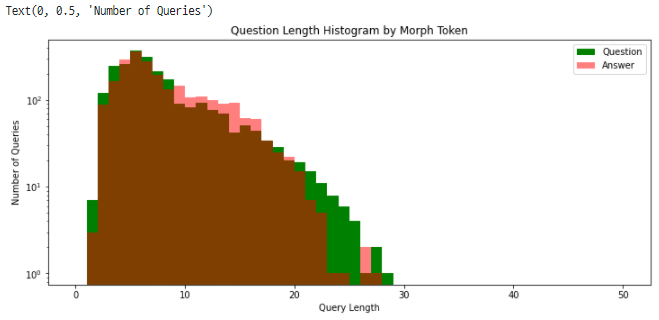 Text(0, 0.5, 'Number of Queries')
Question Length Histogram by Morph Token
Question
Answer
Number of Queries
10²
10¹
10⁰
0 10 20 30 40 50
Query Length